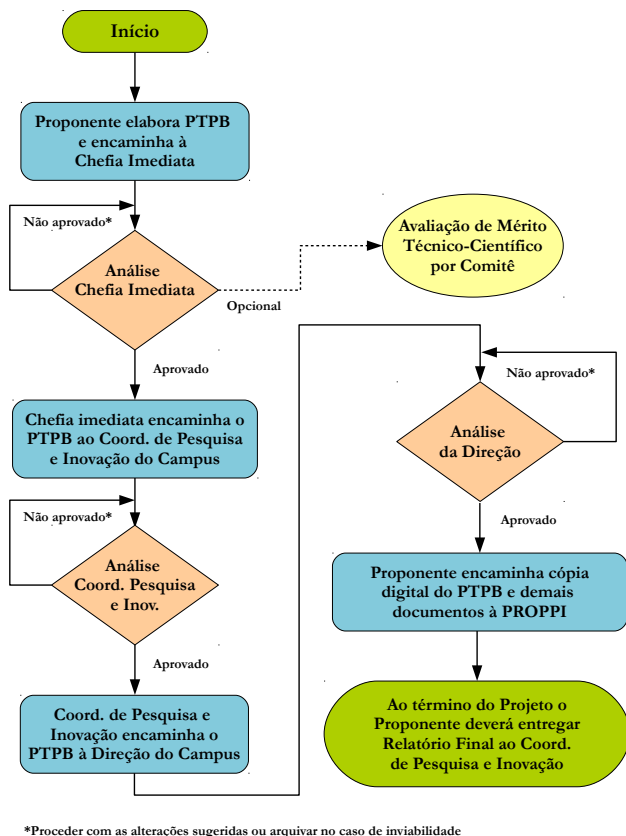 Início
Proponente elabora PTPB
e encaminha à
Chefia Imediata
Não aprovado*
Análise
Chefia Imediata
Opcional
Avaliação de Mérito
Técnico-Científico
por Comitê
Aprovado
Chefia imediata encaminha o
PTPB ao Coord. de Pesquisa
e Inovação do Campus
Não aprovado*
Análise
Coord. Pesquisa
e Inov.
Aprovado
Coord. de Pesquisa e
Inovação encaminha o
PTPB à Direção do Campus
Não aprovado*
Análise
da Direção
Aprovado
Proponente encaminha cópia
digital do PTPB e demais
documentos à PROPPI
Ao término do Projeto o
Proponente deverá entregar
Relatório Final ao Coord.
de Pesquisa e Inovação
*Proceder com as alterações sugeridas ou arquivar no caso de inviabilidade